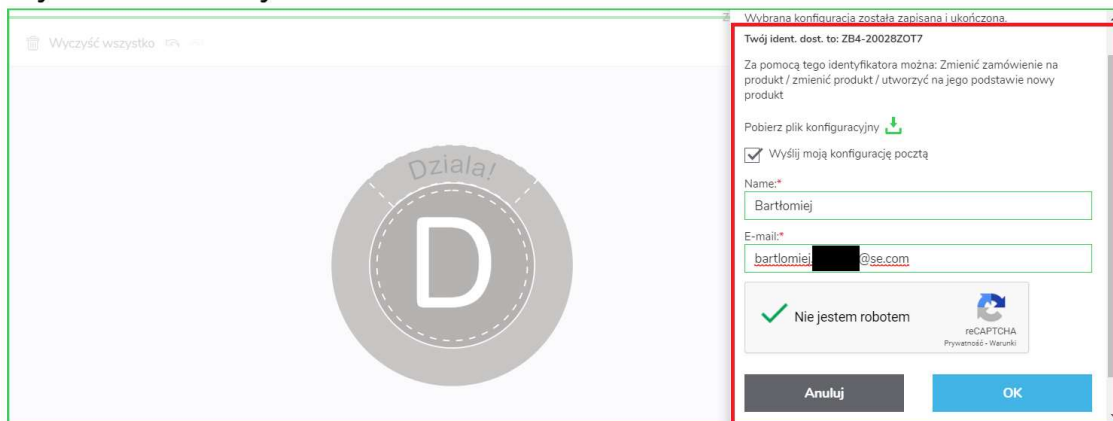 Wyczyść wszystko
Działa!
D
Wybrana konfiguracja została zapisana i ukończona.
Twój ident. dost. to: ZB4-20028ZOT7
Za pomocą tego identyfikatora można: Zmienić zamówienie na
produkt / zmienić produkt / utworzyć na jego podstawie nowy
produkt
Pobierz plik konfiguracyjny
Wyślij moją konfigurację pocztą
Name:*
Bartłomiej
E-mail:*
bartlomiej. @se.com
Nie jestem robotem
reCAPTCHA
Prywatność - Warunki
Anuluj
OK